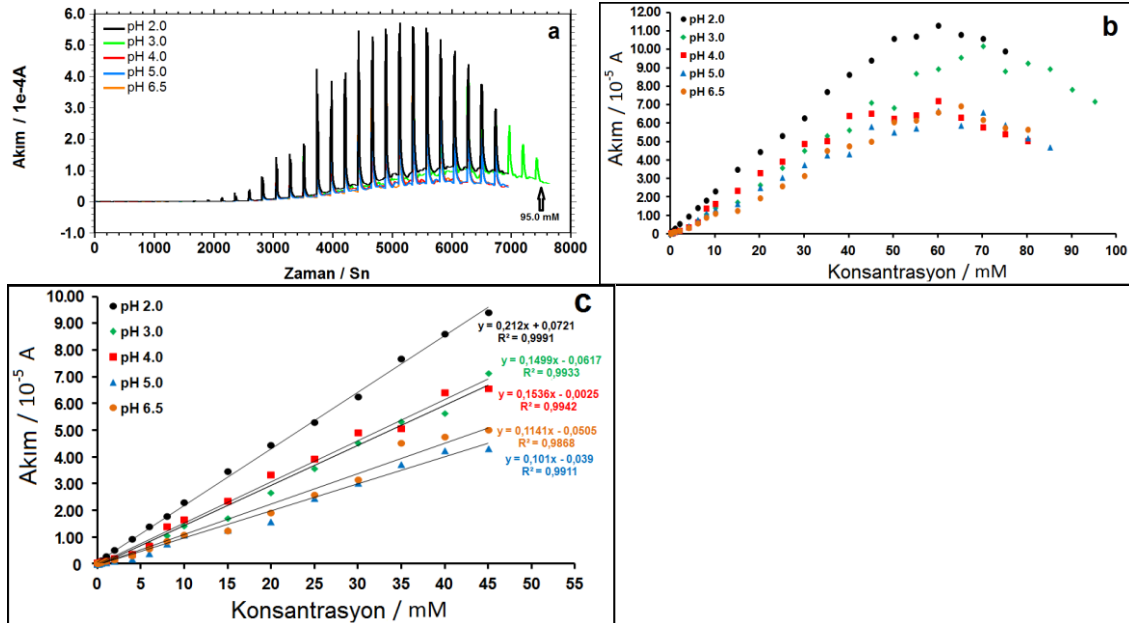 a
pH 2.0
pH 3.0
pH 4.0
pH 5.0
pH 6.5
Akım / 1e-4A
6.0
5.0
4.0
3.0
2.0
1.0
0
-1.0
0 1000 2000 3000 4000 5000 6000 7000 8000
95.0 mM
Zaman / Sn
b
pH 2.0
pH 3.0
pH 4.0
pH 5.0
pH 6.5
Akım / 10⁻⁵ A
11.00
12.00
10.00
9.00
8.00
7.00
6.00
5.00
4.00
3.00
2.00
1.00
0
0 10 20 30 40 50 60 70 80 90 100
Konsantrasyon / mM
c
pH 2.0
pH 3.0
pH 4.0
pH 5.0
pH 6.5
Akım / 10⁻⁵ A
10.00
9.00
8.00
7.00
6.00
5.00
4.00
3.00
2.00
1.00
0
y = 0,212x + 0,0721
R² = 0,9991
y = 0,1499x - 0,0617
R² = 0,9933
y = 0,1536x - 0,0025
R² = 0,9942
y = 0,1141x - 0,0505
R² = 0,9868
y = 0,101x - 0,039
R² = 0,9911
0 5 10 15 20 25 30 35 40 45 50 55
Konsantrasyon / mM